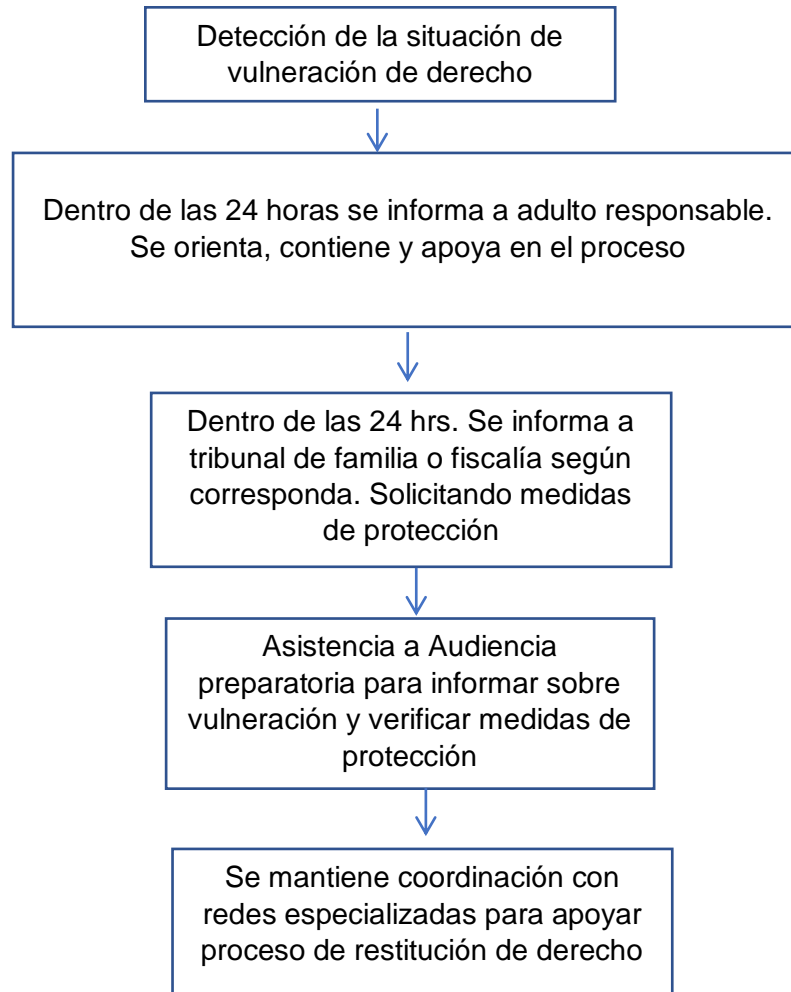 Detección de la situación de
vulneración de derecho
Dentro de las 24 horas se informa a adulto responsable.
Se orienta, contiene y apoya en el proceso
Dentro de las 24 hrs. Se informa a
tribunal de familia o fiscalía según
corresponda. Solicitando medidas
de protección
Asistencia a Audiencia
preparatoria para informar sobre
vulneración y verificar medidas de
protección
Se mantiene coordinación con
redes especializadas para apoyar
proceso de restitución de derecho